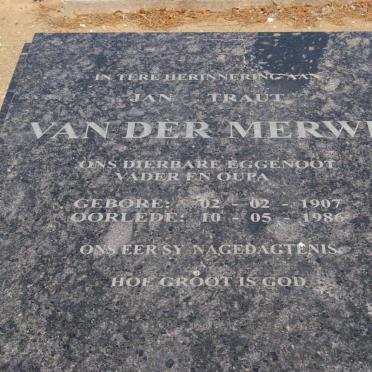 IN TERE HERINNERING AAN
JAN TRAUT
VAN DER MERWE
ONS DIERBARE EGGENOOT
VADER EN OUPA
GEBORE: 02 - 02 - 1907
OORLEDE: 10 - 05 - 1986
ONS EER SY NAGEDAGTENIS
HOE GROOT IS GOD